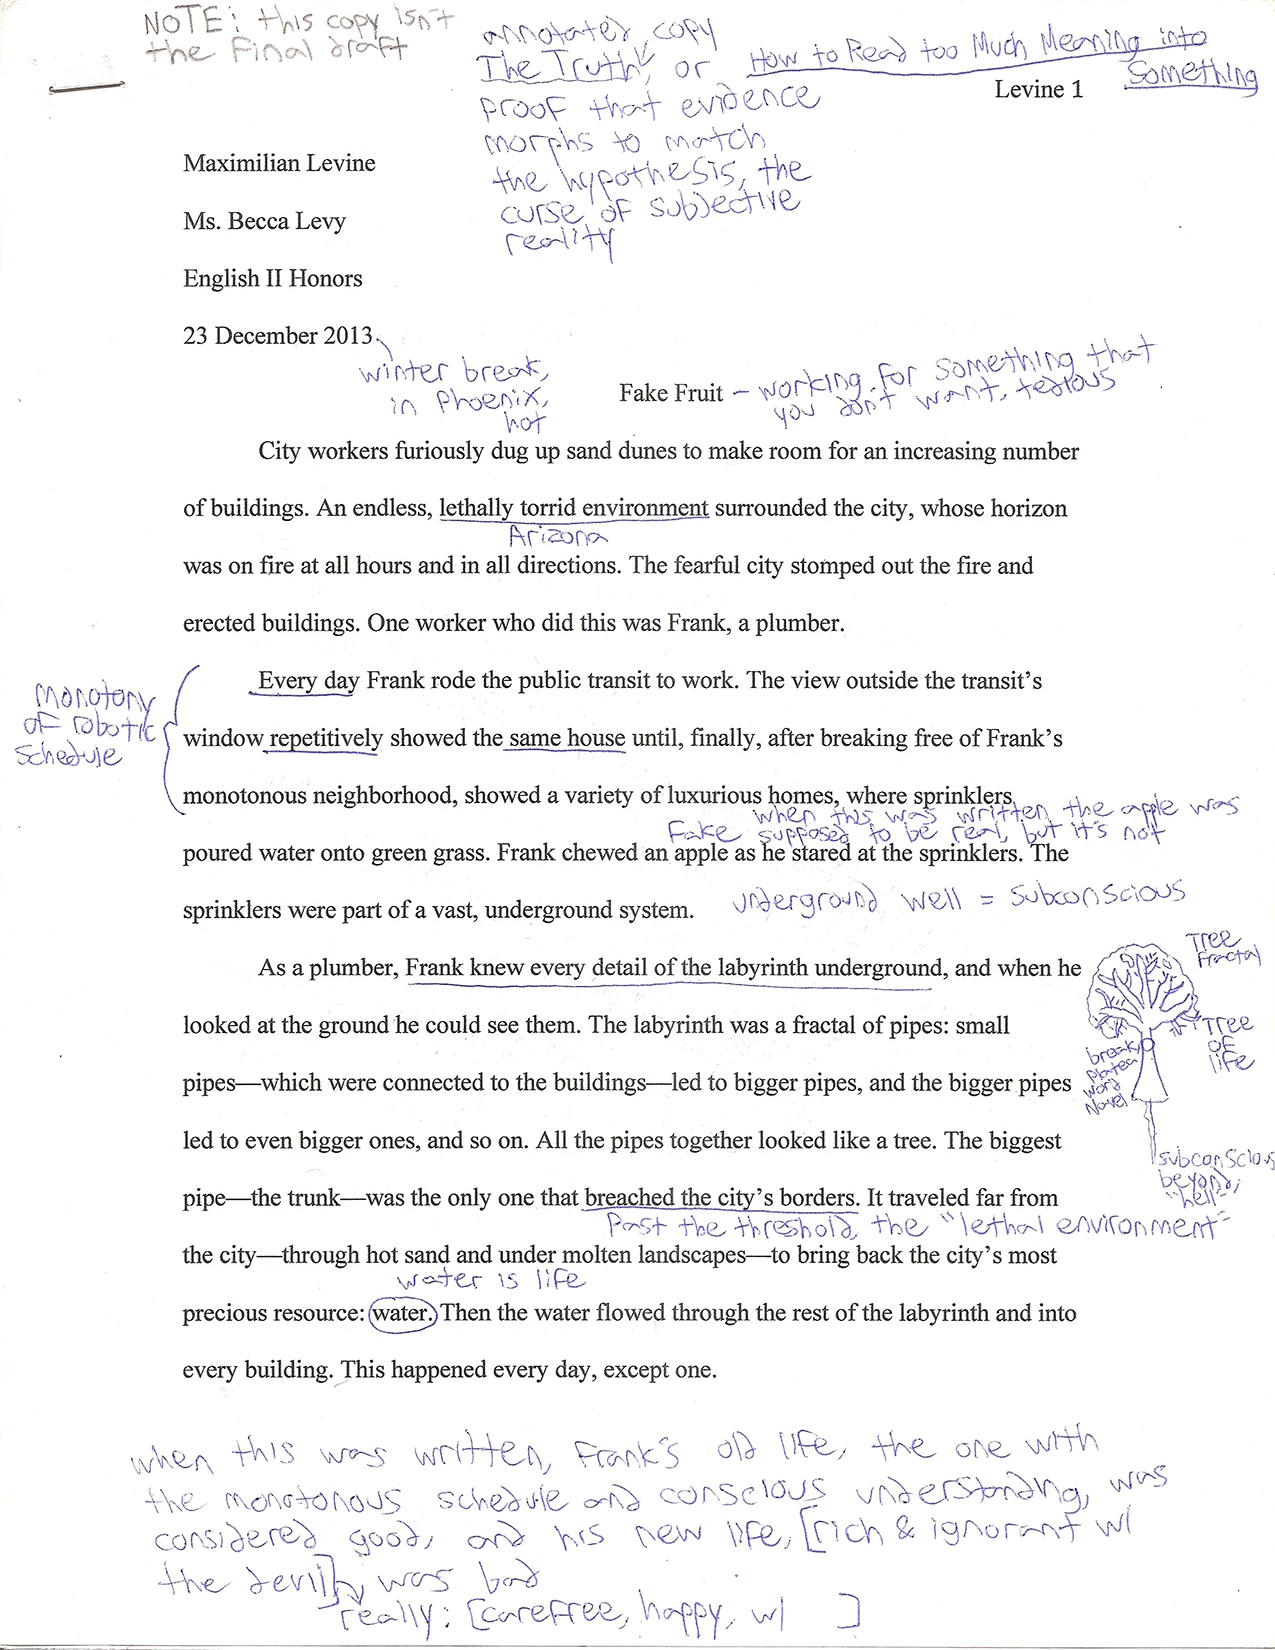 NOTE: this copy isn't
the final draft
annotated copy
The Truth, or How to Read too Much Meaning into
Something
proof that evidence
morphs to match
the hypothesis, the
curse of subjective
reality
Levine 1
Maximilian Levine
Ms. Becca Levy
English II Honors
23 December 2013
winter break,
in Phoenix,
hot
Fake Fruit – working for something that
you don't want, tedious
City workers furiously dug up sand dunes to make room for an increasing number
of buildings. An endless, lethally torrid environment surrounded the city, whose horizon
Arizona
was on fire at all hours and in all directions. The fearful city stomped out the fire and
erected buildings. One worker who did this was Frank, a plumber.
Monotony
of robotic
schedule
Every day Frank rode the public transit to work. The view outside the transit's
window repetitively showed the same house until, finally, after breaking free of Frank's
monotonous neighborhood, showed a variety of luxurious homes, where sprinklers
when this was written the apple was
Fake supposed to be real, but it's not
poured water onto green grass. Frank chewed an apple as he stared at the sprinklers. The
sprinklers were part of a vast, underground system.
underground well = subconscious
As a plumber, Frank knew every detail of the labyrinth underground, and when he
Tree
fractal
looked at the ground he could see them. The labyrinth was a fractal of pipes: small
Tree
of
life
pipes—which were connected to the buildings—led to bigger pipes, and the bigger pipes
break,
word
Novel
led to even bigger ones, and so on. All the pipes together looked like a tree. The biggest
subconscious
beyond,
"hell"
pipe—the trunk—was the only one that breached the city's borders. It traveled far from
Past the threshold, the "lethal environment"
the city—through hot sand and under molten landscapes—to bring back the city's most
water is life
precious resource: water. Then the water flowed through the rest of the labyrinth and into
every building. This happened every day, except one.
when this was written, Frank's old life, the one with
the monotonous schedule and conscious understanding, was
considered good, and his new life, [rich & ignorant w/
the devil], was bad
really: [carefree, happy, w/ ]